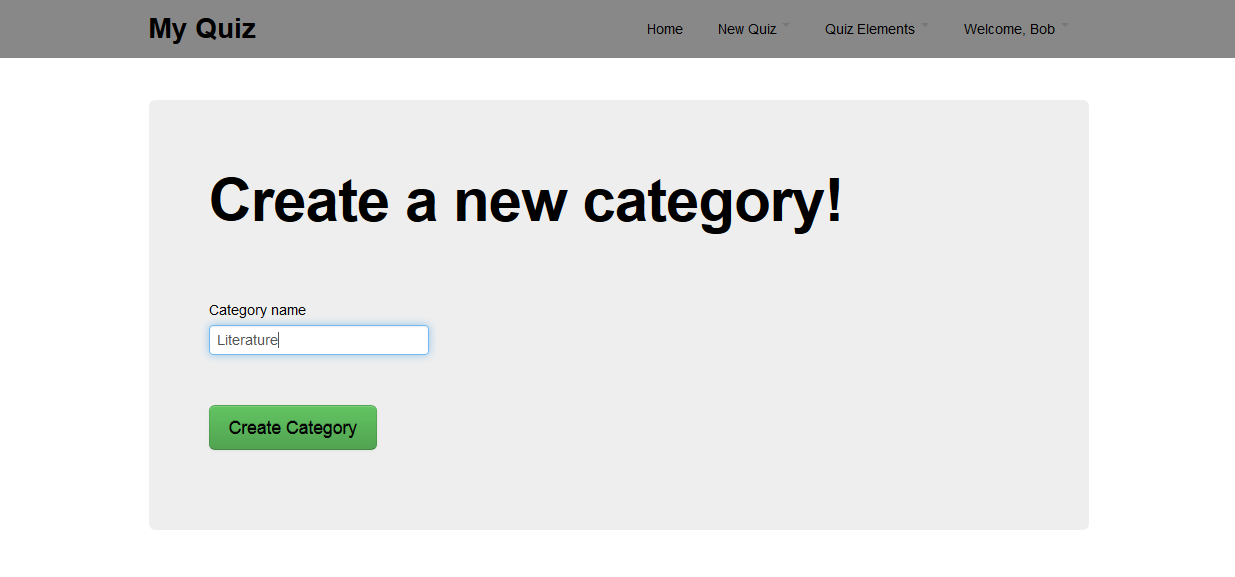 My Quiz
Home New Quiz Quiz Elements Welcome, Bob
Create a new category!
Category name
Literature
Create Category